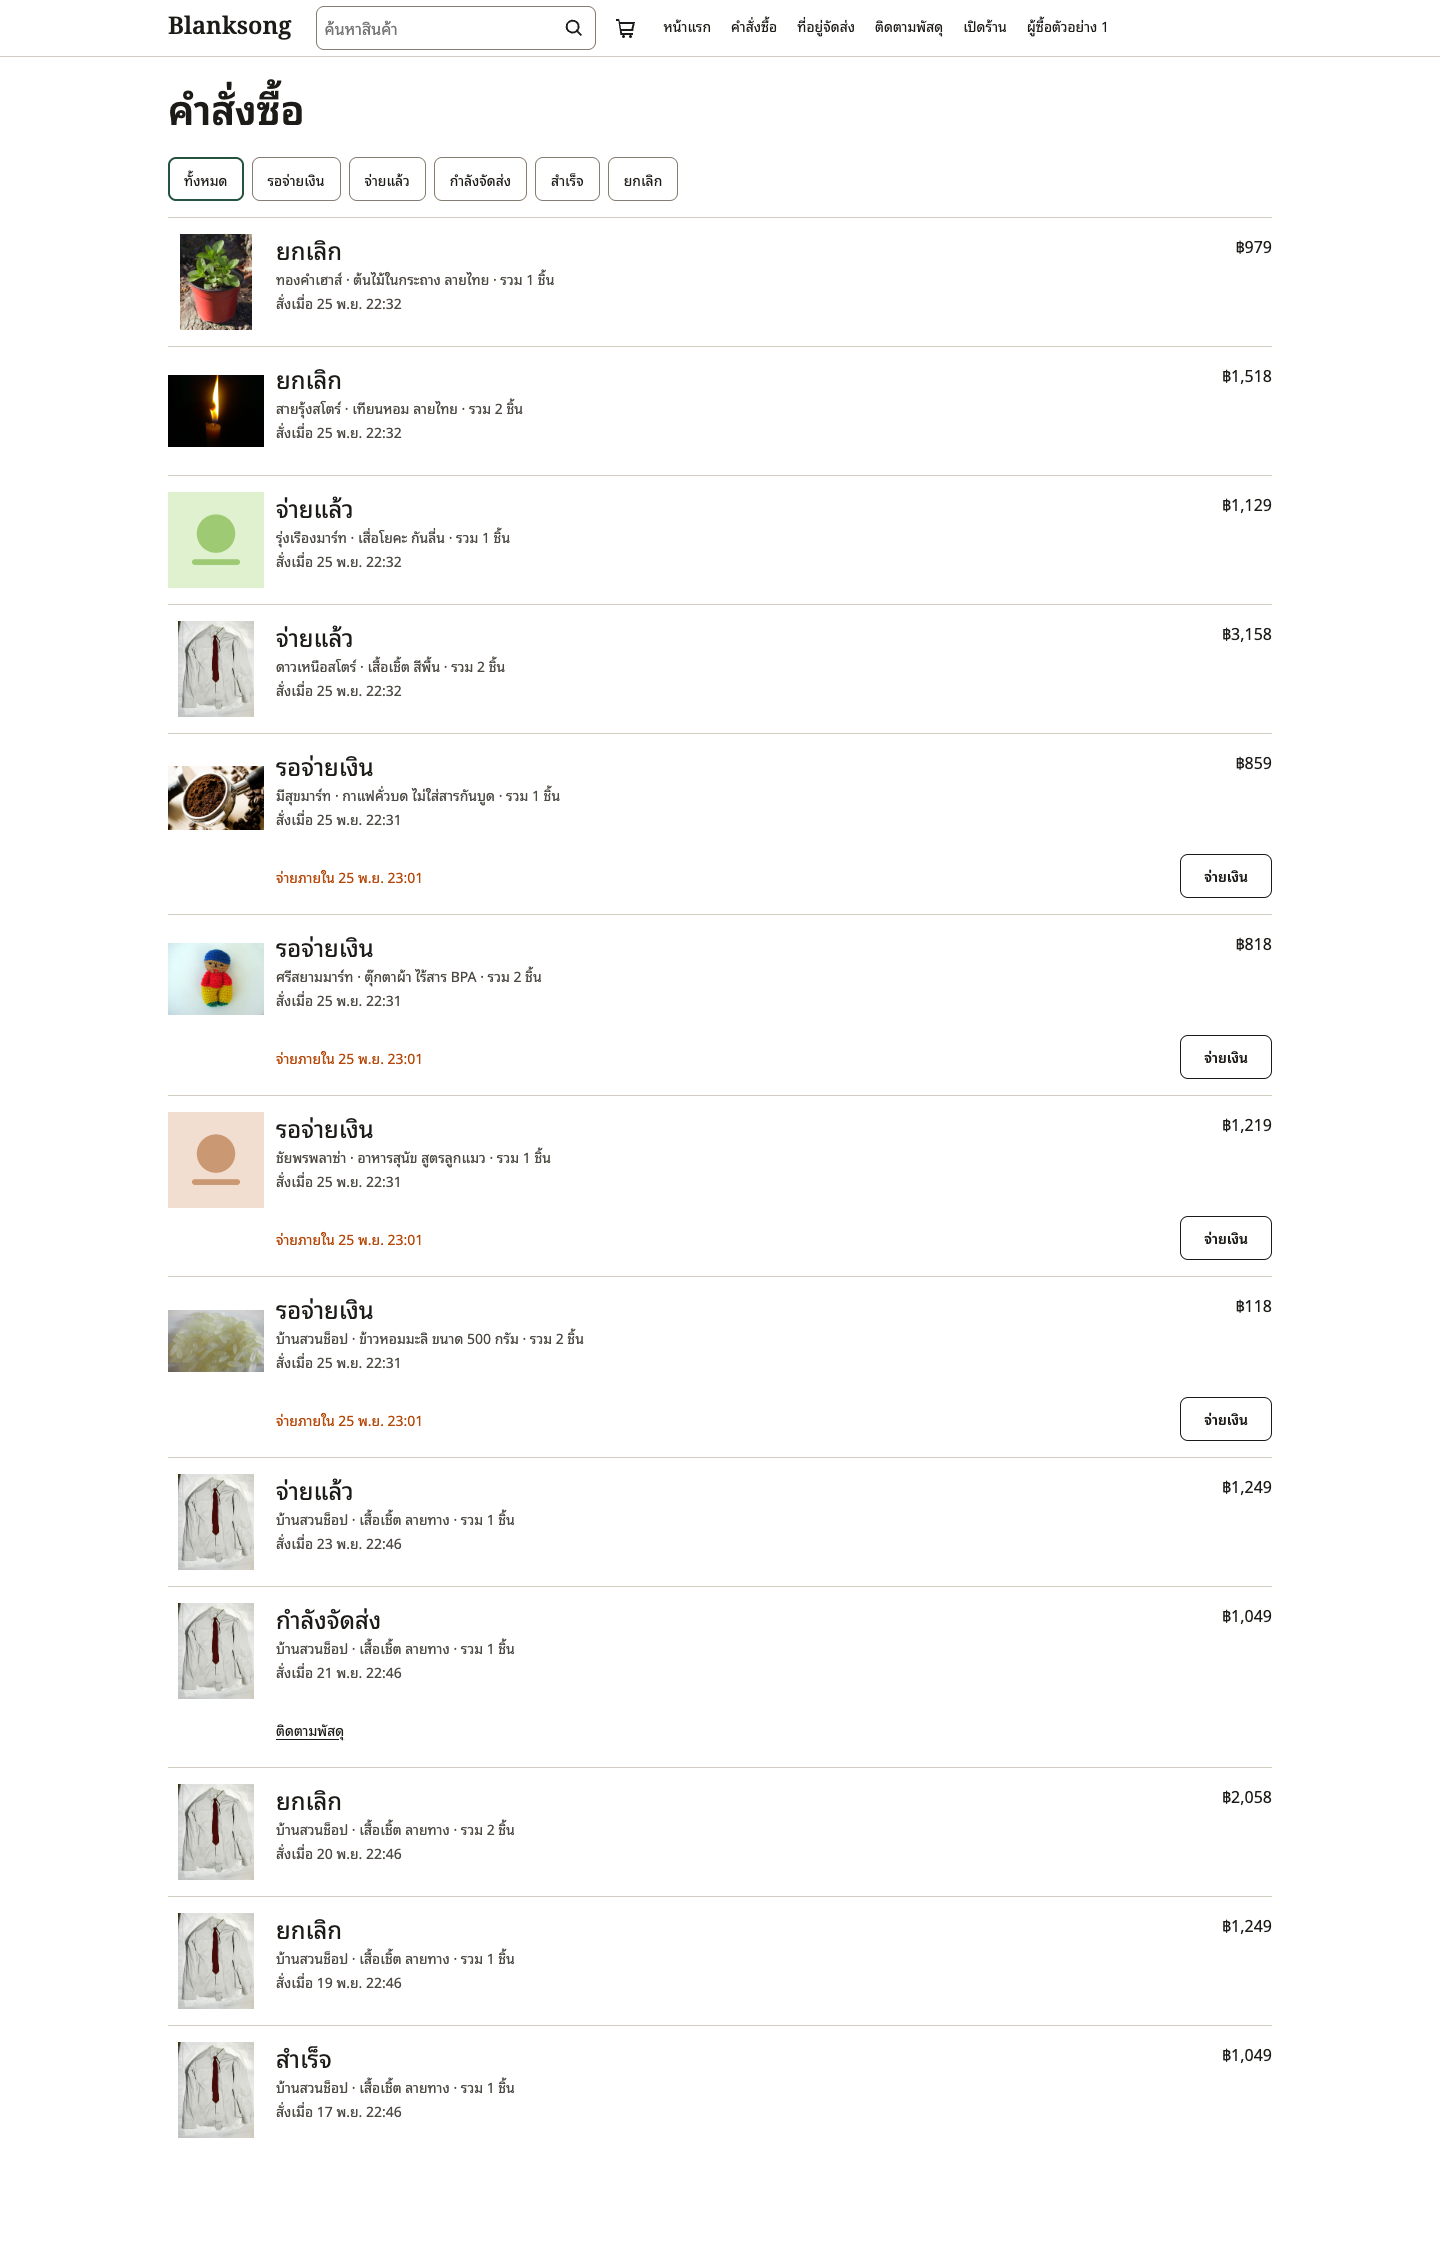 Blanksong
ค้นหาสินค้า
หน้าแรก
คำสั่งซื้อ
ที่อยู่จัดส่ง
ติดตามพัสดุ
เปิดร้าน
ผู้ซื้อตัวอย่าง 1
คำสั่งซื้อ
ทั้งหมด
รอจ่ายเงิน
จ่ายแล้ว
กำลังจัดส่ง
สำเร็จ
ยกเลิก
ยกเลิก
฿979
ทองคำเฮาส์ · ต้นไม้ในกระถาง ลายไทย · รวม 1 ชิ้น
สั่งเมื่อ 25 พ.ย. 22:32
ยกเลิก
฿1,518
สายรุ้งสโตร์ · เทียนหอม ลายไทย · รวม 2 ชิ้น
สั่งเมื่อ 25 พ.ย. 22:32
จ่ายแล้ว
฿1,129
รุ่งเรืองมาร์ท · เสื่อโยคะ กันลื่น · รวม 1 ชิ้น
สั่งเมื่อ 25 พ.ย. 22:32
จ่ายแล้ว
฿3,158
ดาวเหนือสโตร์ · เสื้อเชิ้ต สีพื้น · รวม 2 ชิ้น
สั่งเมื่อ 25 พ.ย. 22:32
รอจ่ายเงิน
฿859
มีสุขมาร์ท · กาแฟคั่วบด ไม่ใส่สารกันบูด · รวม 1 ชิ้น
สั่งเมื่อ 25 พ.ย. 22:31
จ่ายภายใน 25 พ.ย. 23:01
จ่ายเงิน
รอจ่ายเงิน
฿818
ศรีสยามมาร์ท · ตุ๊กตาผ้า ไร้สาร BPA · รวม 2 ชิ้น
สั่งเมื่อ 25 พ.ย. 22:31
จ่ายภายใน 25 พ.ย. 23:01
จ่ายเงิน
รอจ่ายเงิน
฿1,219
ชัยพรพลาซ่า · อาหารสุนัข สูตรลูกแมว · รวม 1 ชิ้น
สั่งเมื่อ 25 พ.ย. 22:31
จ่ายภายใน 25 พ.ย. 23:01
จ่ายเงิน
รอจ่ายเงิน
฿118
บ้านสวนช็อป · ข้าวหอมมะลิ ขนาด 500 กรัม · รวม 2 ชิ้น
สั่งเมื่อ 25 พ.ย. 22:31
จ่ายภายใน 25 พ.ย. 23:01
จ่ายเงิน
จ่ายแล้ว
฿1,249
บ้านสวนช็อป · เสื้อเชิ้ต ลายทาง · รวม 1 ชิ้น
สั่งเมื่อ 23 พ.ย. 22:46
กำลังจัดส่ง
฿1,049
บ้านสวนช็อป · เสื้อเชิ้ต ลายทาง · รวม 1 ชิ้น
สั่งเมื่อ 21 พ.ย. 22:46
ติดตามพัสดุ
ยกเลิก
฿2,058
บ้านสวนช็อป · เสื้อเชิ้ต ลายทาง · รวม 2 ชิ้น
สั่งเมื่อ 20 พ.ย. 22:46
ยกเลิก
฿1,249
บ้านสวนช็อป · เสื้อเชิ้ต ลายทาง · รวม 1 ชิ้น
สั่งเมื่อ 19 พ.ย. 22:46
สำเร็จ
฿1,049
บ้านสวนช็อป · เสื้อเชิ้ต ลายทาง · รวม 1 ชิ้น
สั่งเมื่อ 17 พ.ย. 22:46